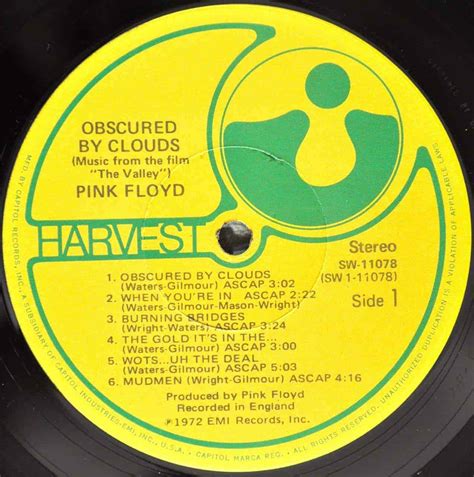 OBSCURED
BY CLOUDS
(Music from the film
"The Valley")
PINK FLOYD
HARVEST
Stereo
SW-11078
(SW 1-11078)
Side 1
1. OBSCURED BY CLOUDS
(Waters-Gilmour) ASCAP 3:02
2. WHEN YOU'RE IN ASCAP 2:22
(Waters-Gilmour-Mason-Wright)
3. BURNING BRIDGES
(Wright-Waters) ASCAP 3:24
4. THE GOLD IT'S IN THE...
(Waters-Gilmour) ASCAP 3:00
5. WOTS...UH THE DEAL
(Waters-Gilmour) ASCAP 5:03
6. MUDMEN (Wright-Gilmour) ASCAP 4:16
Produced by Pink Floyd
Recorded in England
℗1972 EMI Records, Inc.
MFD. BY CAPITOL RECORDS, INC., A SUBSIDIARY OF CAPITOL INDUSTRIES-EMI, INC., U.S.A. • CAPITOL MARCA REG. • UNAUTHORIZED DUPLICATION IS A VIOLATION OF APPLICABLE LAWS.